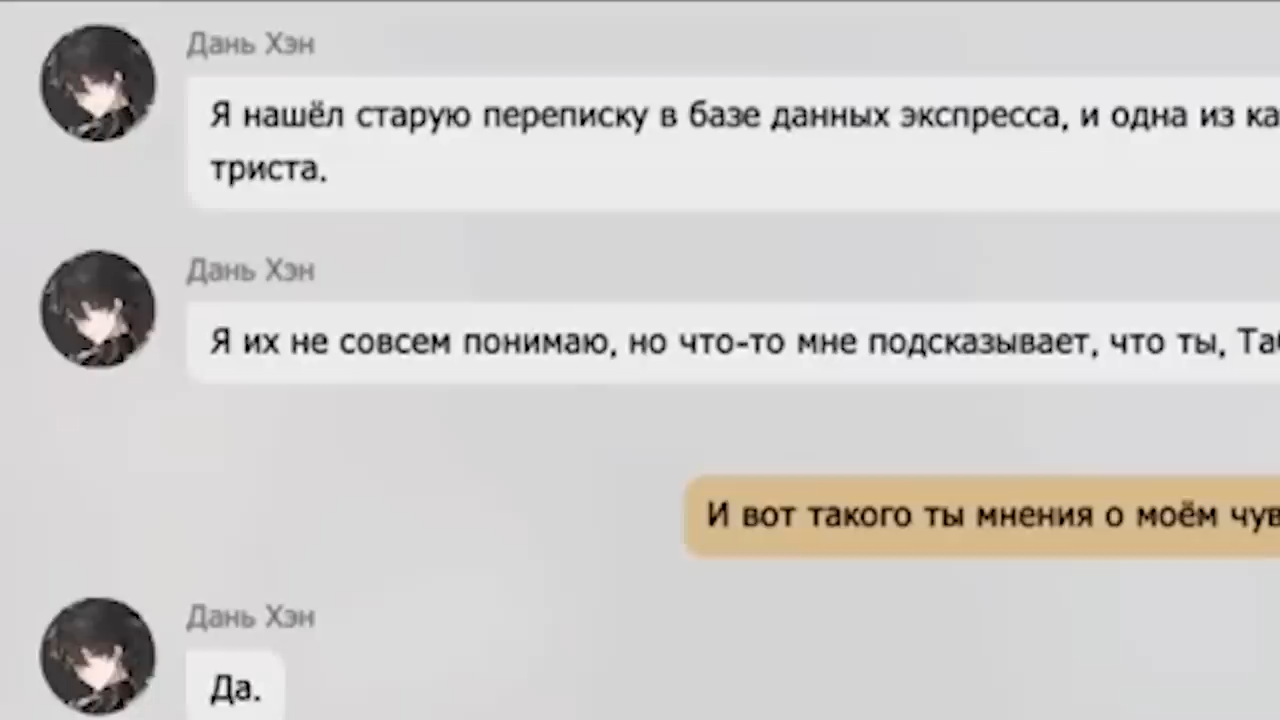 Дань Хэн
Я нашёл старую переписку в базе данных экспресса, и одна из
триста.
Дань Хэн
Я их не совсем понимаю, но что-то мне подсказывает, что ты,
И вот такого ты мнения о моём
Дань Хэн
Да.